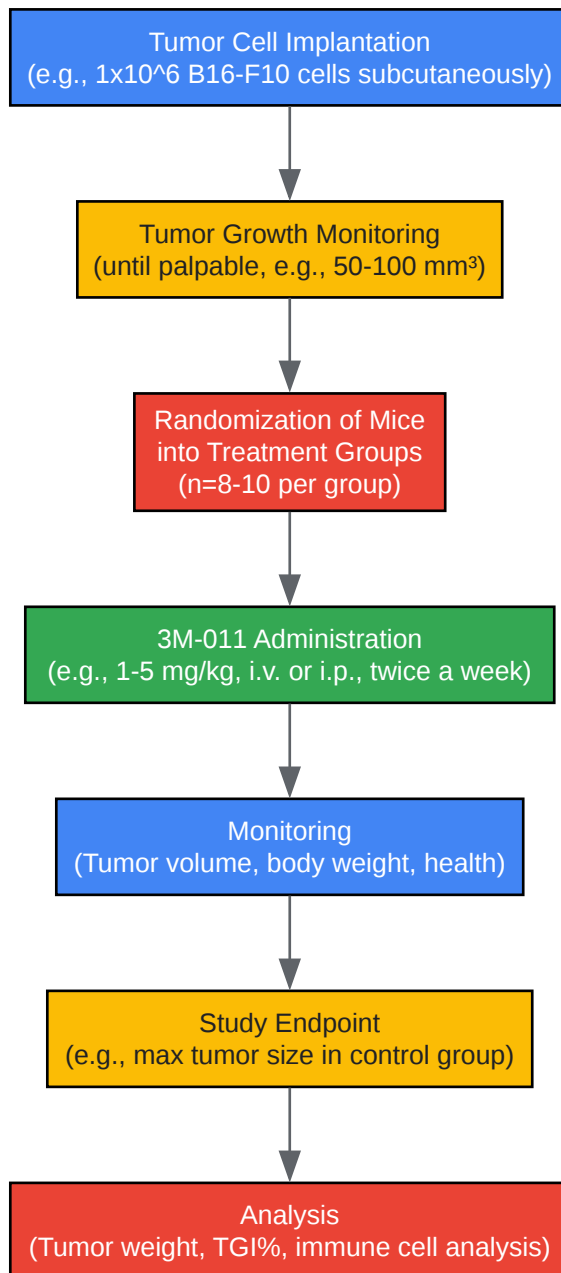 Tumor Cell Implantation
(e.g., 1x10^6 B16-F10 cells subcutaneously)
Tumor Growth Monitoring
(until palpable, e.g., 50-100 mm³)
Randomization of Mice
into Treatment Groups
(n=8-10 per group)
3M-011 Administration
(e.g., 1-5 mg/kg, i.v. or i.p., twice a week)
Monitoring
(Tumor volume, body weight, health)
Study Endpoint
(e.g., max tumor size in control group)
Analysis
(Tumor weight, TGI%, immune cell analysis)